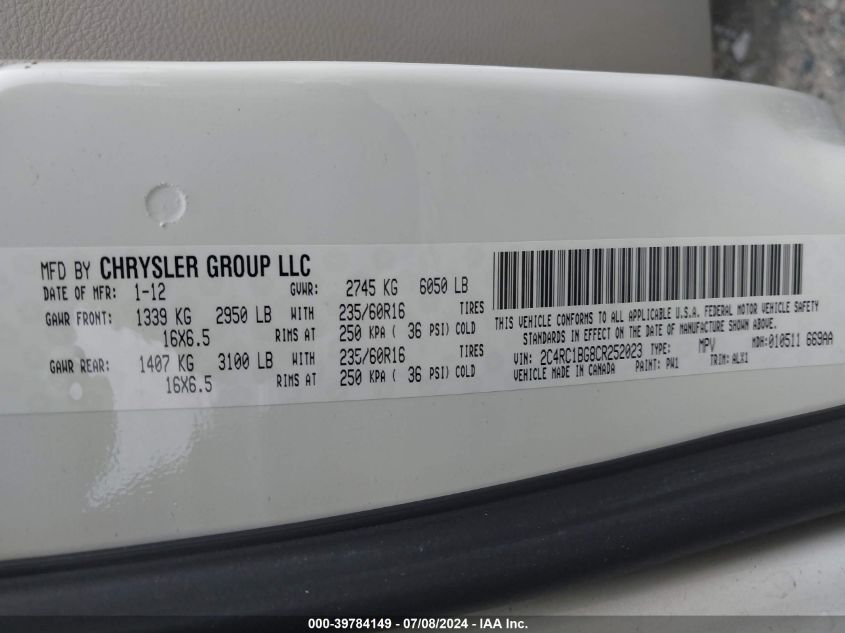 MFD BY CHRYSLER GROUP LLC
DATE OF MFR: 1-12 GVWR: 2745 KG 6050 LB
GAWR FRONT: 1339 KG 2950 LB WITH 235/60R16 TIRES
16X6.5 RIMS AT 250 KPA ( 36 PSI) COLD
GAWR REAR: 1407 KG 3100 LB WITH 235/60R16 TIRES
16X6.5 RIMS AT 250 KPA ( 36 PSI) COLD
THIS VEHICLE CONFORMS TO ALL APPLICABLE U.S.A. FEDERAL MOTOR VEHICLE SAFETY
STANDARDS IN EFFECT ON THE DATE OF MANUFACTURE SHOWN ABOVE.
VIN: 2C4RC1BG8CR252023 TYPE: MPV MDH: 010511 669AA
VEHICLE MADE IN CANADA PAINT: PW1 TRIM: ALX1
000-39784149 - 07/08/2024 - IAA Inc.